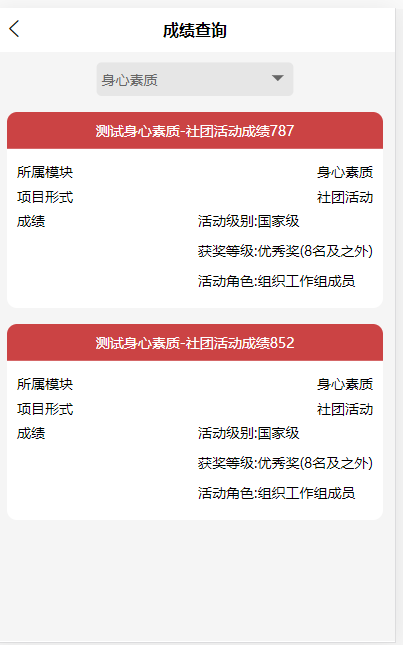 成绩查询
身心素质
测试身心素质-社团活动成绩787
所属模块 身心素质
项目形式 社团活动
成绩 活动级别:国家级
获奖等级:优秀奖(8名及之外)
活动角色:组织工作组成员
测试身心素质-社团活动成绩852
所属模块 身心素质
项目形式 社团活动
成绩 活动级别:国家级
获奖等级:优秀奖(8名及之外)
活动角色:组织工作组成员